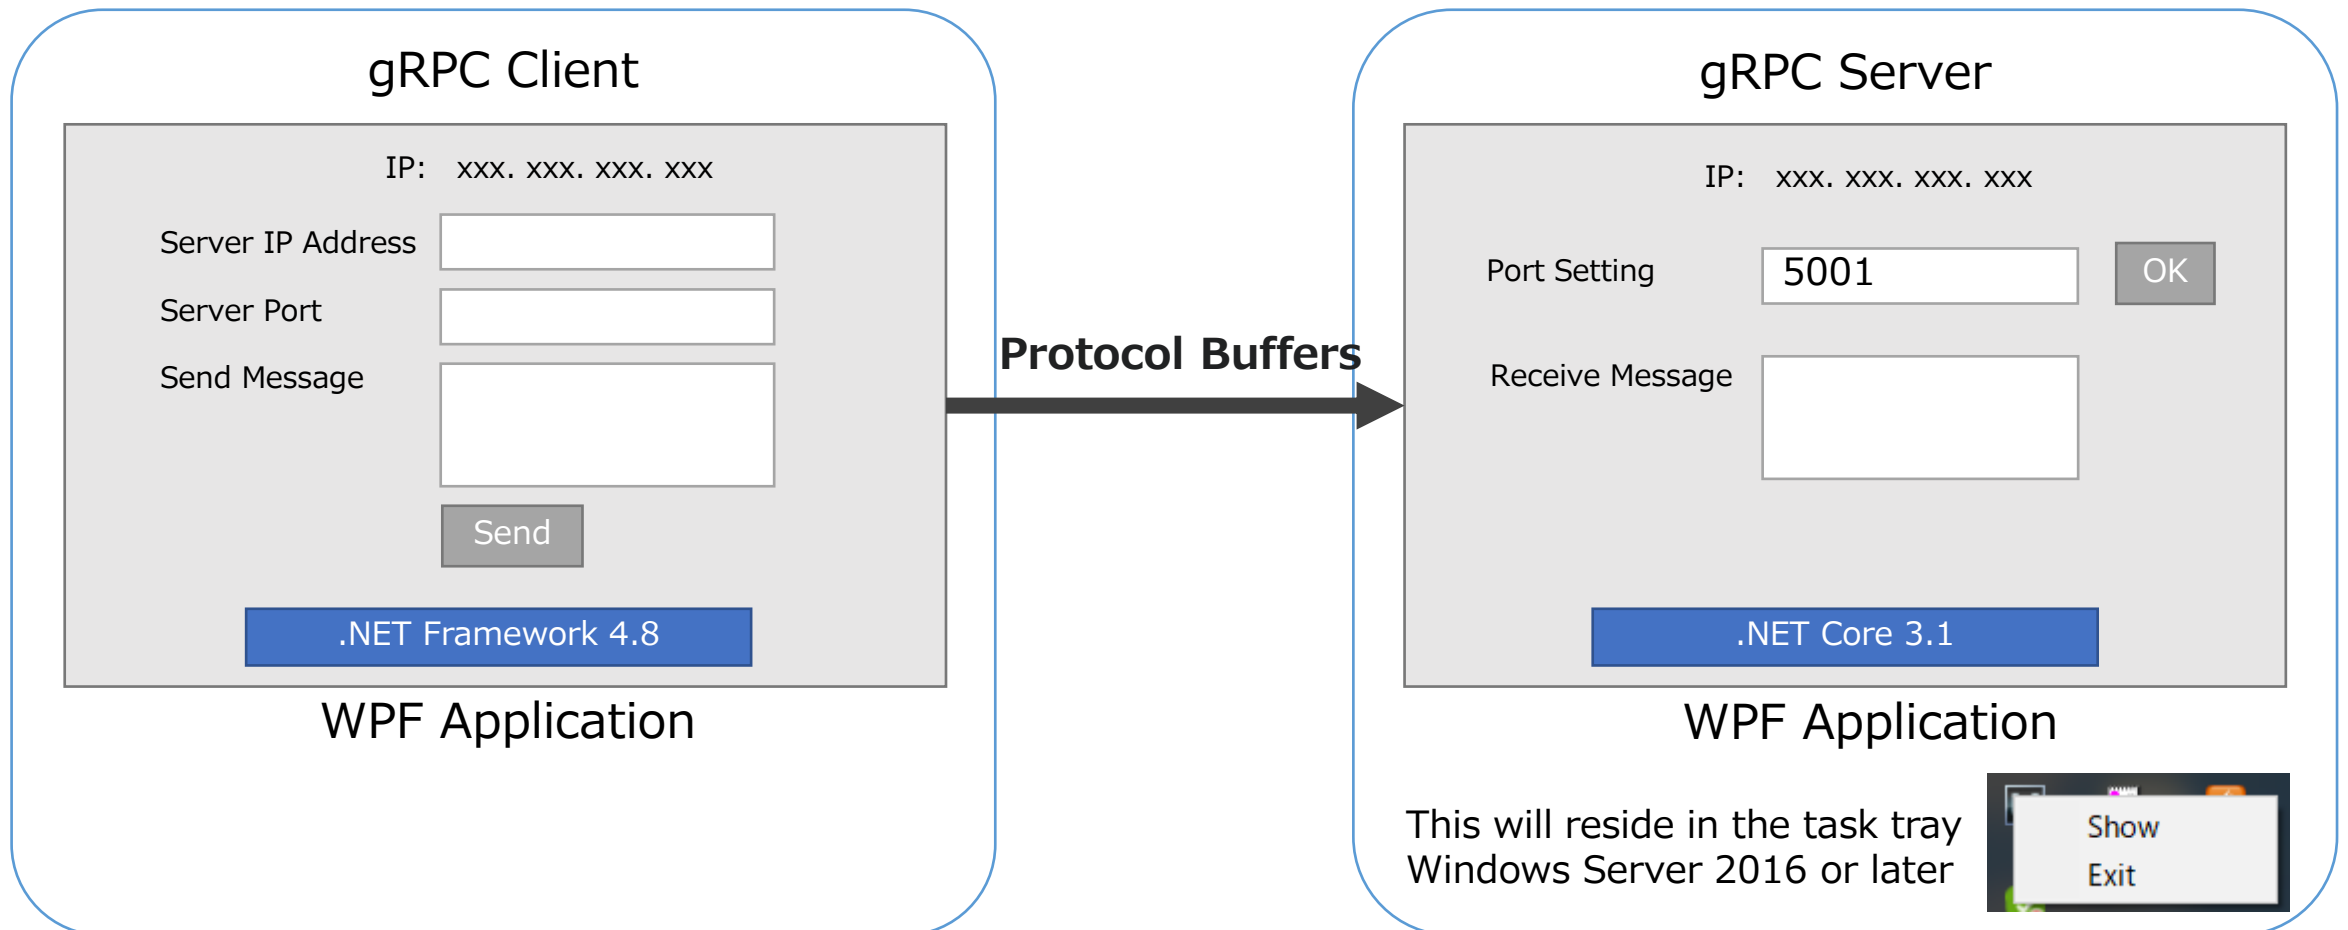 gRPC Client
IP: xxx. xxx. xxx. xxx
Server IP Address
Server Port
Send Message
Send
.NET Framework 4.8
WPF Application
Protocol Buffers
gRPC Server
IP: xxx. xxx. xxx. xxx
Port Setting 5001 OK
Receive Message
.NET Core 3.1
WPF Application
This will reside in the task tray
Windows Server 2016 or later
Show
Exit